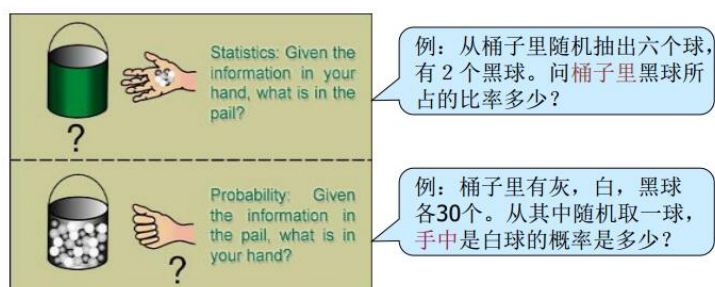 Statistics: Given the
information in your
hand, what is in the
pail?
?
例：从桶子里随机抽出六个球，
有 2 个黑球。问桶子里黑球所
占的比率多少？
Probability: Given
the information in
the pail, what is in
your hand?
?
例：桶子里有灰，白，黑球
各30个。从其中随机取一球，
手中是白球的概率是多少？